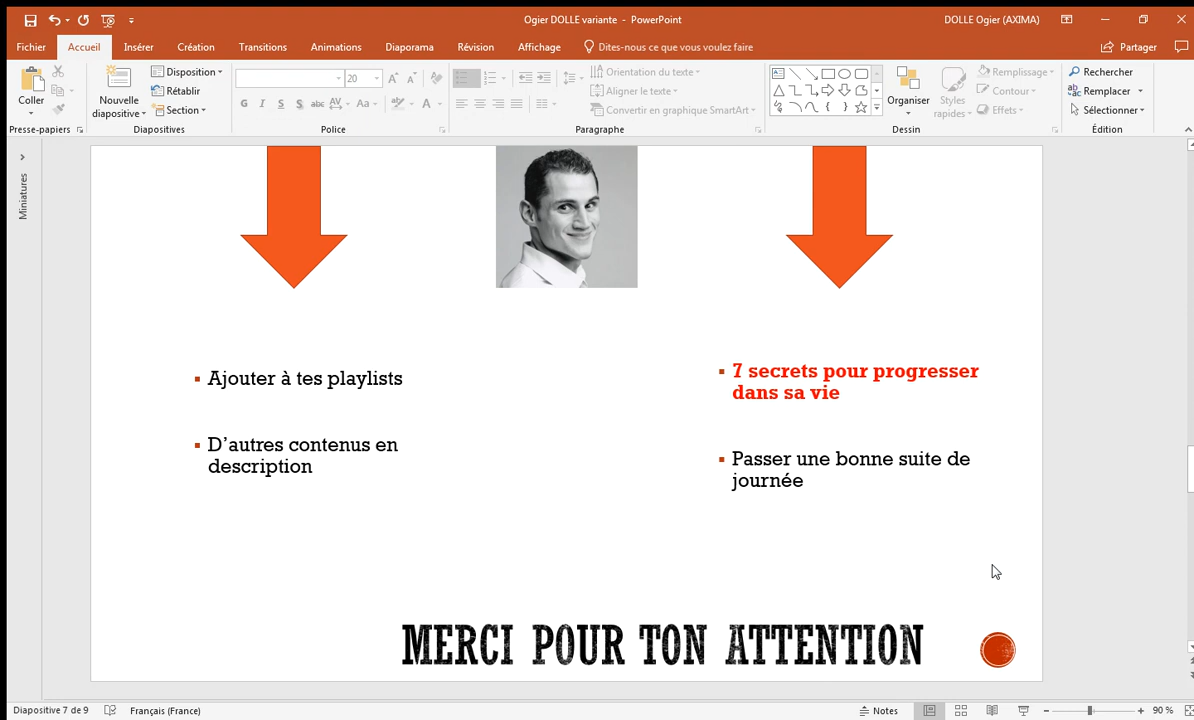 Ogier DOLLE variante - PowerPoint
DOLLE Ogier (AXIMA)
Fichier
Accueil
Insérer
Création
Transitions
Animations
Diaporama
Révision
Affichage
Dites-nous ce que vous voulez faire
Partager
Coller
Presse-papiers
Nouvelle
diapositive
Disposition
Rétablir
Section
Diapositives
20
G I S S abc AV Aa A
Police
Orientation du texte
Aligner le texte
Convertir en graphique SmartArt
Paragraphe
Organiser
Styles
rapides
Remplissage
Contour
Effets
Dessin
Rechercher
Remplacer
Sélectionner
Édition
Miniatures
Ajouter à tes playlists
D'autres contenus en
description
7 secrets pour progresser
dans sa vie
Passer une bonne suite de
journée
MERCI POUR TON ATTENTION
Diapositive 7 de 9
Français (France)
Notes
90 %